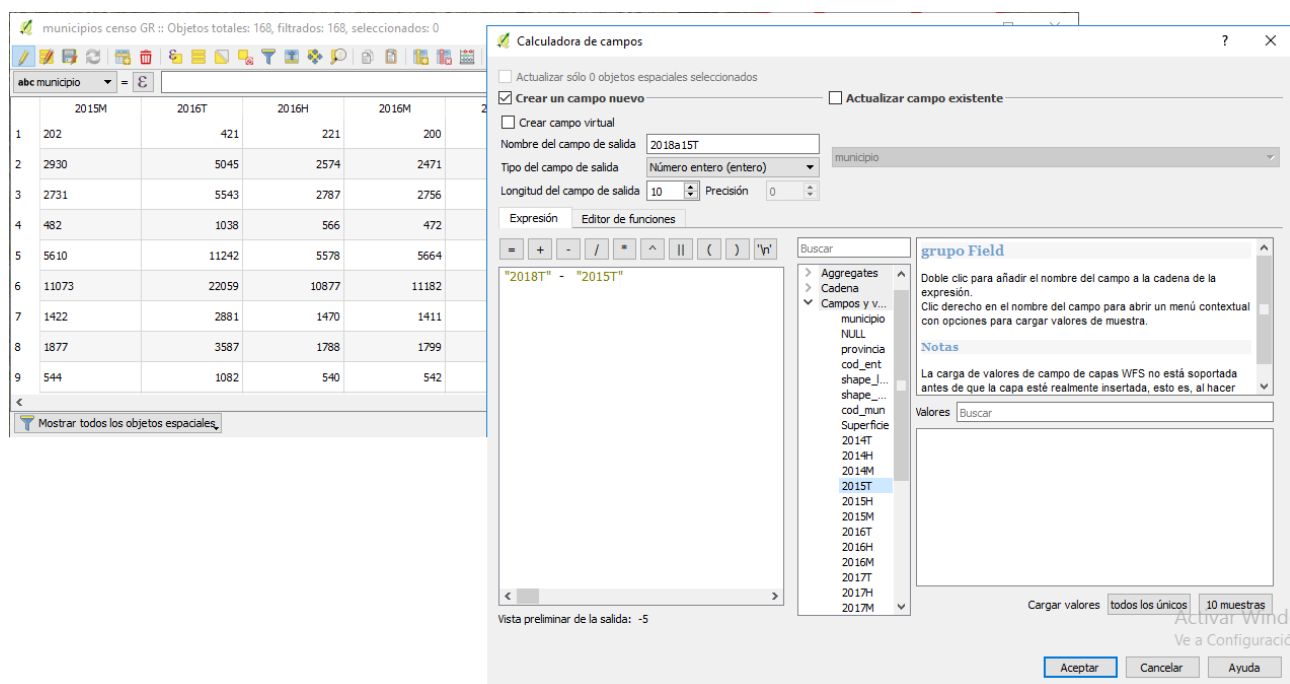 municipios censo GR :: Objetos totales: 168, filtrados: 168, seleccionados: 0
abc municipio = ε
2015M 2016T 2016H 2016M 2
1 202 421 221 200
2 2930 5045 2574 2471
3 2731 5543 2787 2756
4 482 1038 566 472
5 5610 11242 5578 5664
6 11073 22059 10877 11182
7 1422 2881 1470 1411
8 1877 3587 1788 1799
9 544 1082 540 542
Mostrar todos los objetos espaciales
Calculadora de campos
Actualizar sólo 0 objetos espaciales seleccionados
Crear un campo nuevo
Actualizar campo existente
Crear campo virtual
Nombre del campo de salida 2018a15T
municipio
Tipo del campo de salida Número entero (entero)
Longitud del campo de salida 10 Precisión 0
Expresión Editor de funciones
= + - / * ^ || ( ) '\n'
"2018T" - "2015T"
Vista preliminar de la salida: -5
Buscar
Aggregates
Cadena
Campos y v...
municipio
NULL
provincia
cod_ent
shape_l...
shape_...
cod_mun
Superficie
2014T
2014H
2014M
2015T
2015H
2015M
2016T
2016H
2016M
2017T
2017H
2017M
grupo Field
Doble clic para añadir el nombre del campo a la cadena de la
expresión.
Clic derecho en el nombre del campo para abrir un menú contextual
con opciones para cargar valores de muestra.
Notas
La carga de valores de campo de capas WFS no está soportada
antes de que la capa esté realmente insertada, esto es, al hacer
Valores Buscar
Cargar valores todos los únicos 10 muestras
Activar Wind
Ve a Configuració
Aceptar Cancelar Ayuda